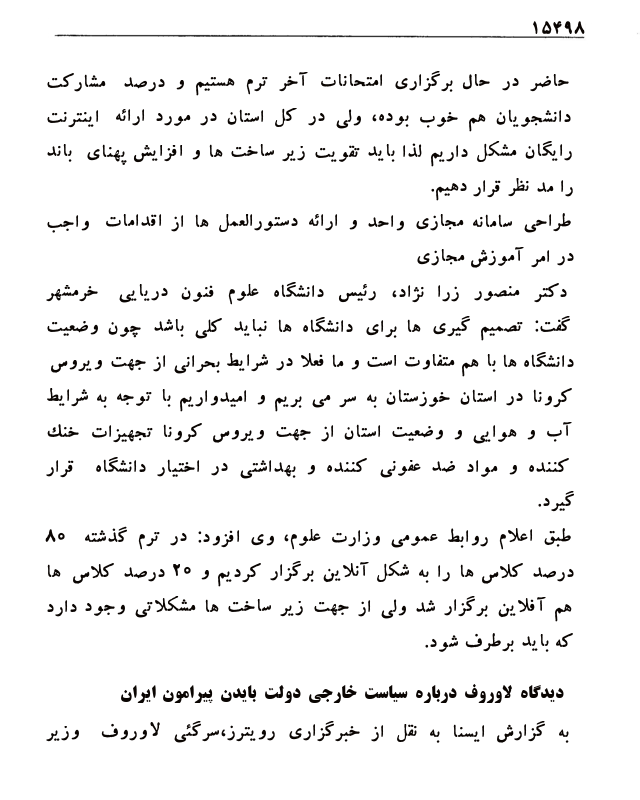 ۱۵۴۹۸
حاضر در حال برگزاری امتحانات آخر ترم هستیم و درصد مشارکت
دانشجویان هم خوب بوده، ولی در کل استان در مورد ارائه اینترنت
رایگان مشکل داریم لذا باید تقویت زیر ساخت ها و افزایش پهنای باند
را مد نظر قرار دهیم.
طراحی سامانه مجازی واحد و ارائه دستورالعمل ها از اقدامات واجب
در امر آموزش مجازی
دکتر منصور زرا نژاد، رئیس دانشگاه علوم فنون دریایی خرمشهر
گفت: تصمیم گیری ها برای دانشگاه ها نباید کلی باشد چون وضعیت
دانشگاه ها با هم متفاوت است و ما فعلا در شرایط بحرانی از جهت ویروس
کرونا در استان خوزستان به سر می بریم و امیدواریم با توجه به شرایط
آب و هوایی و وضعیت استان از جهت ویروس کرونا تجهیزات خنك
کننده و مواد ضد عفونی کننده و بهداشتی در اختیار دانشگاه قرار
گیرد.
طبق اعلام روابط عمومی وزارت علوم، وی افزود: در ترم گذشته ۸۰
درصد کلاس ها را به شکل آنلاین برگزار کردیم و ۲۰ درصد کلاس ها
هم آفلاین برگزار شد ولی از جهت زیر ساخت ها مشکلاتی وجود دارد
که باید برطرف شود.
دیدگاه لاوروف درباره سیاست خارجی دولت بایدن پیرامون ایران
به گزارش ایسنا به نقل از خبرگزاری رویترز،سرگئی لاوروف وزیر